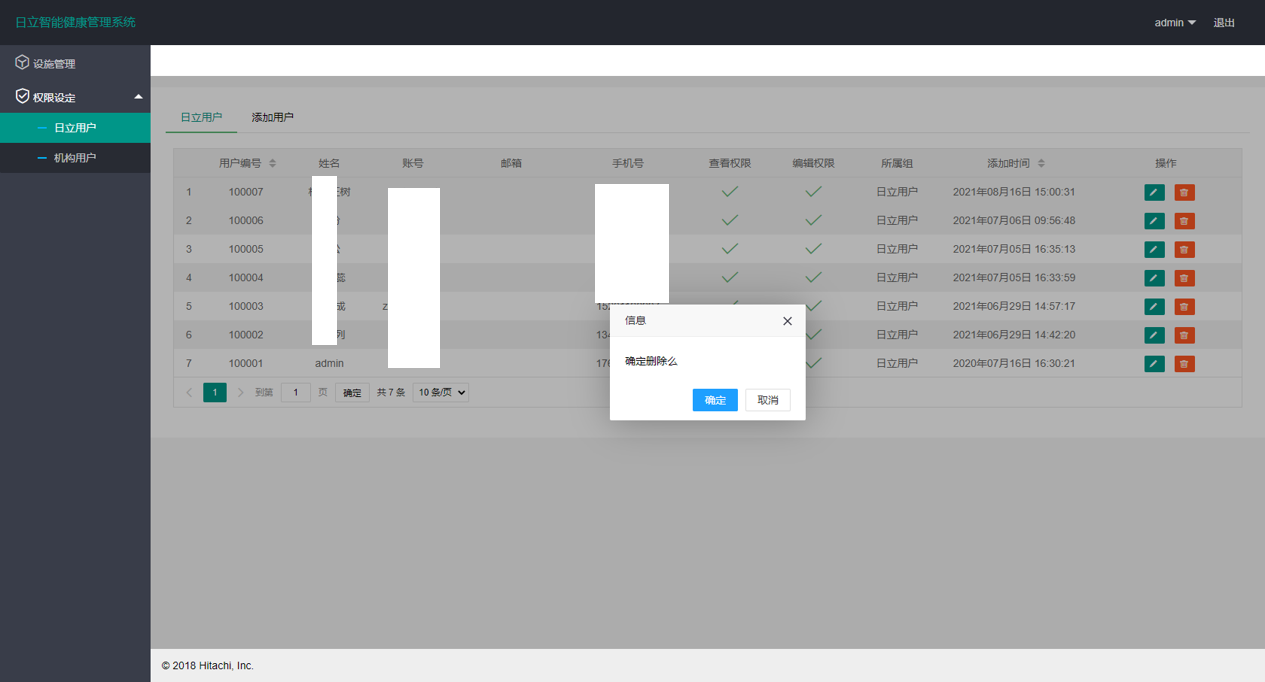 日立智能健康管理系统
admin
退出
设施管理
权限设定
日立用户
机构用户
日立用户 添加用户
用户编号 姓名 账号 邮箱 手机号 查看权限 编辑权限 所属组 添加时间 操作
1 100007 树 日立用户 2021年08月16日 15:00:31
2 100006 日立用户 2021年07月06日 09:56:48
3 100005 日立用户 2021年07月05日 16:35:13
4 100004 蕊 日立用户 2021年07月05日 16:33:59
5 100003 成 z 日立用户 2021年06月29日 14:57:17
6 100002 列 134 日立用户 2021年06月29日 14:42:20
7 100001 admin 176 日立用户 2020年07月16日 16:30:21
1 到第 1 页 确定 共 7 条 10 条/页
信息
确定删除么
确定 取消
© 2018 Hitachi, Inc.